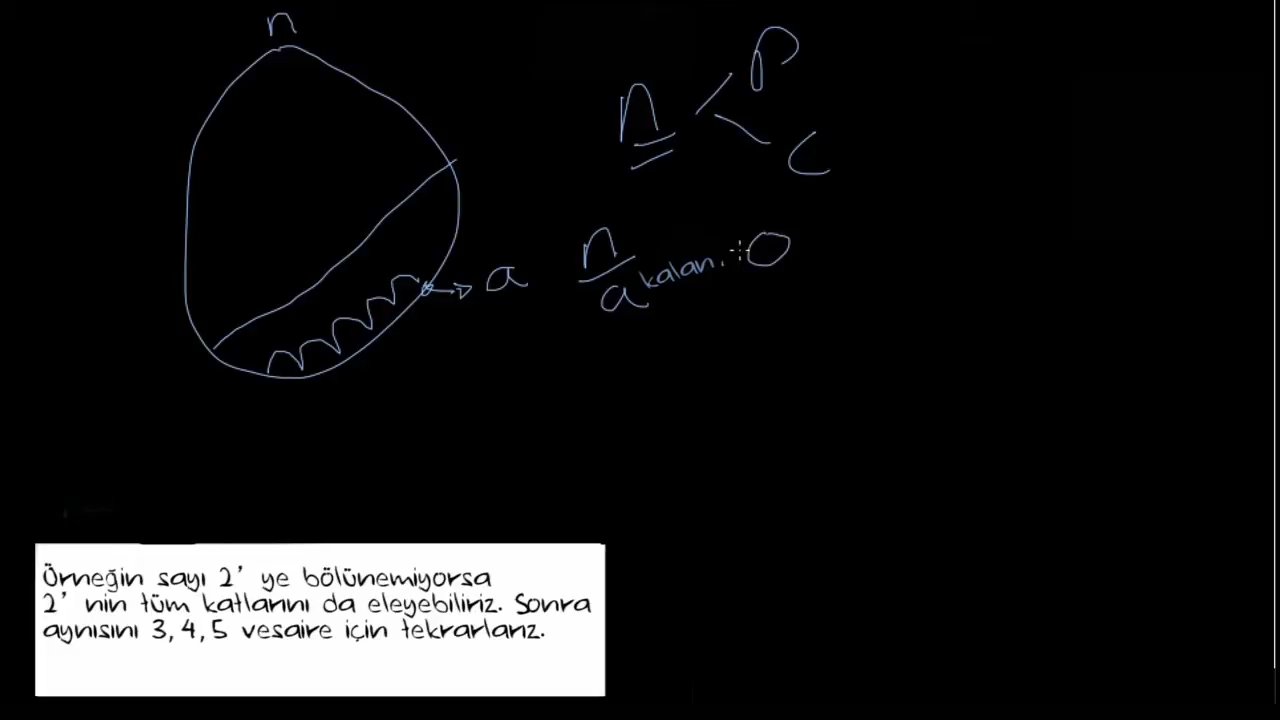 n
n
P
C
a
n
a
kalan. 0
Örneğin sayı 2' ye bölünemiyorsa
2' nin tüm katlarını da eleyebiliriz. Sonra
aynısını 3, 4, 5 vesaire için tekrarlarız.